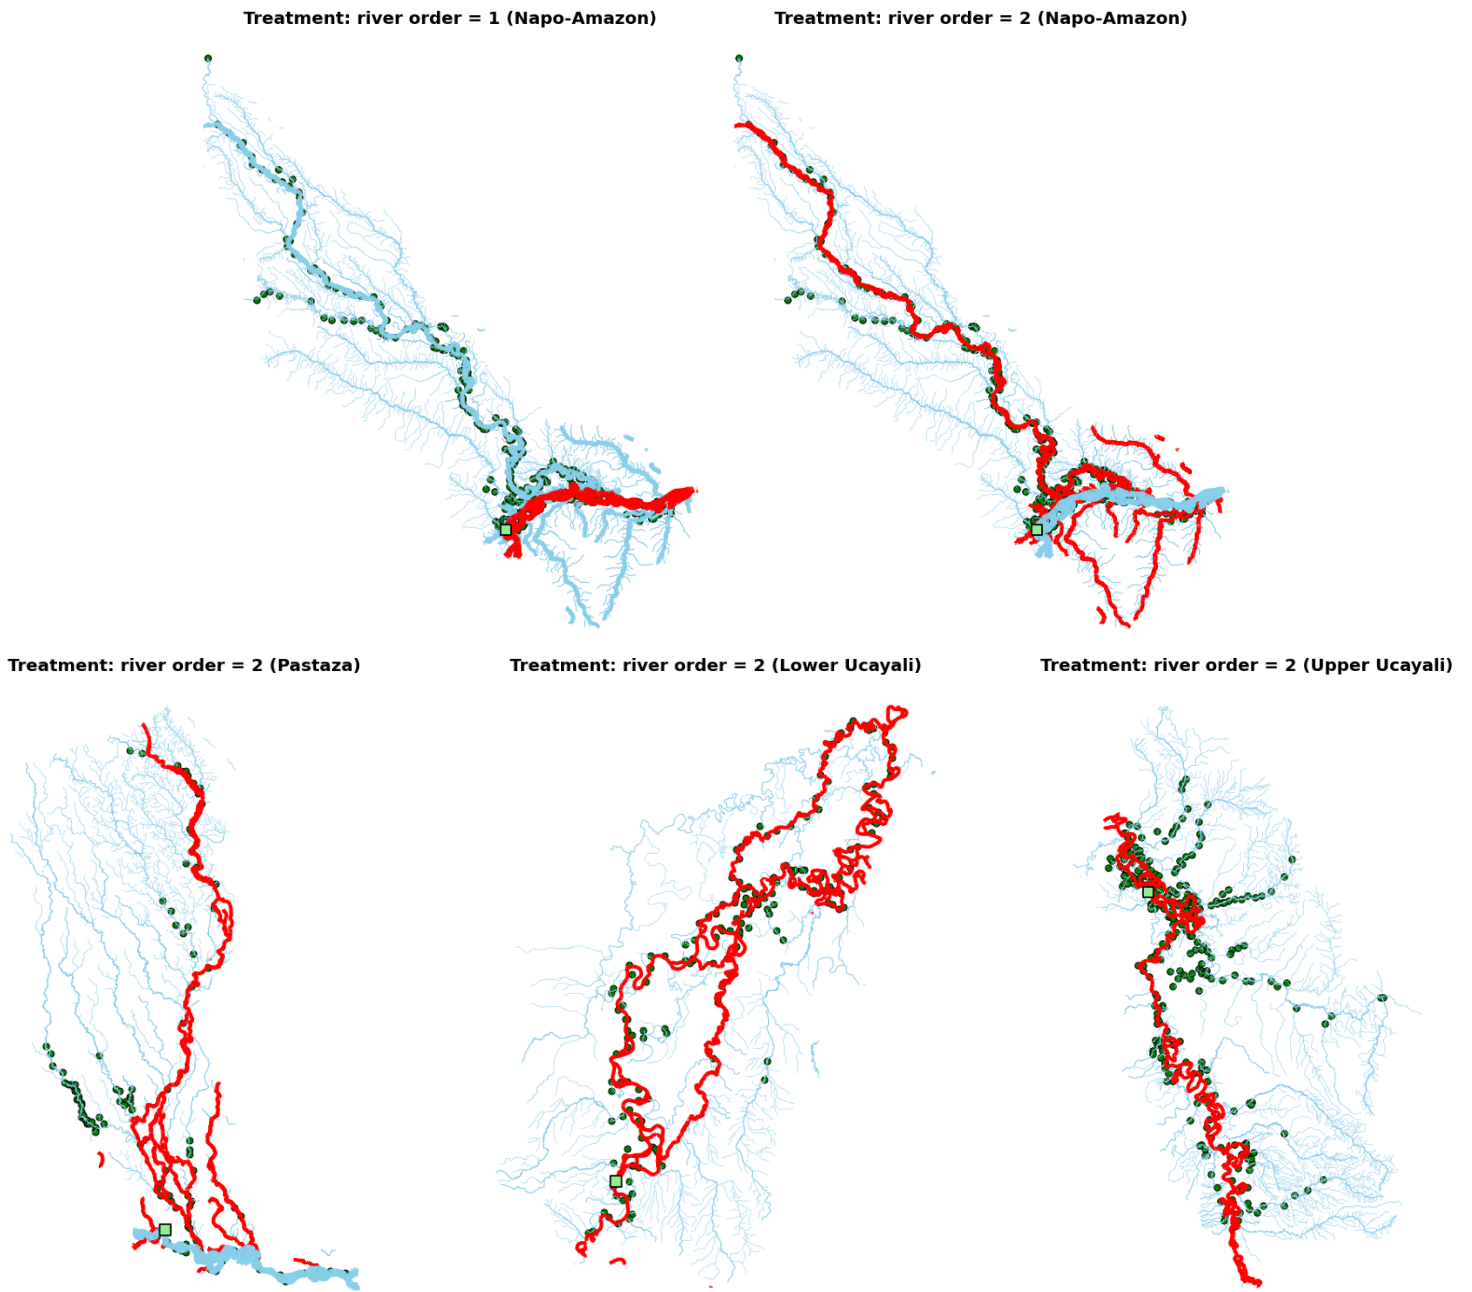 Treatment: river order = 1 (Napo-Amazon)
Treatment: river order = 2 (Napo-Amazon)
Treatment: river order = 2 (Pastaza)
Treatment: river order = 2 (Lower Ucayali)
Treatment: river order = 2 (Upper Ucayali)